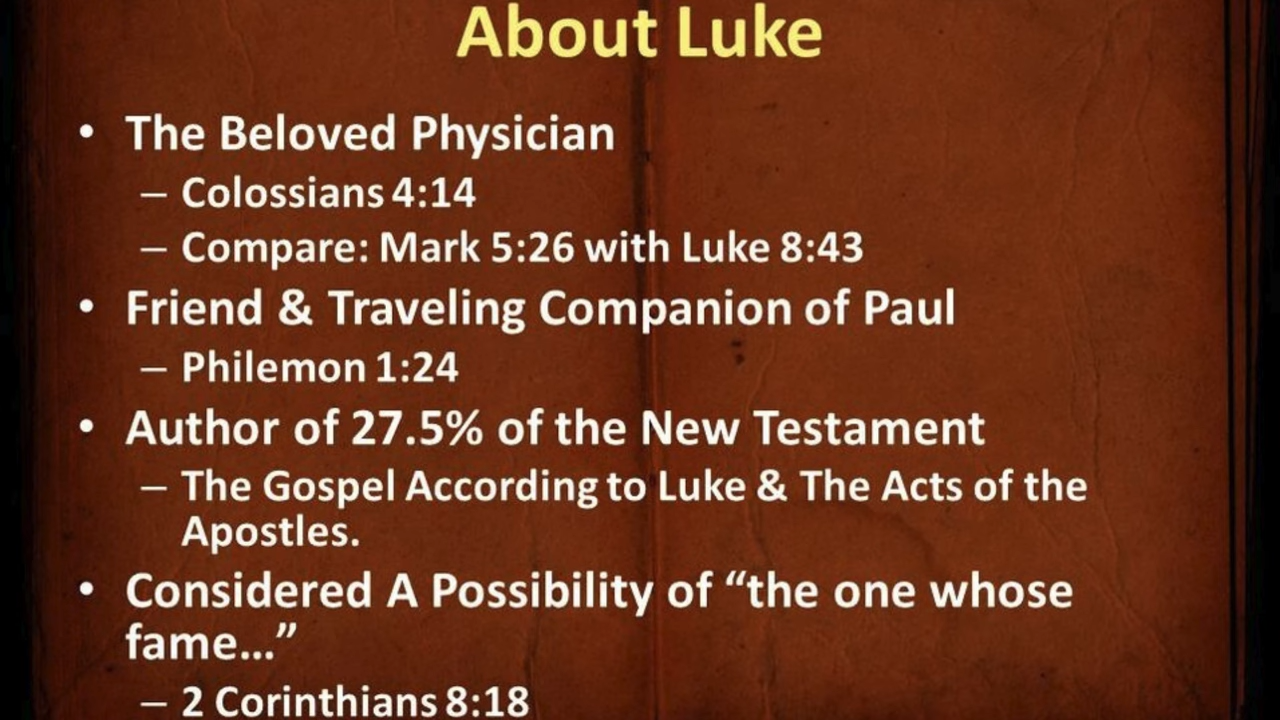 About Luke
• The Beloved Physician
– Colossians 4:14
– Compare: Mark 5:26 with Luke 8:43
• Friend & Traveling Companion of Paul
– Philemon 1:24
• Author of 27.5% of the New Testament
– The Gospel According to Luke & The Acts of the
Apostles.
• Considered A Possibility of “the one whose
fame…”
– 2 Corinthians 8:18